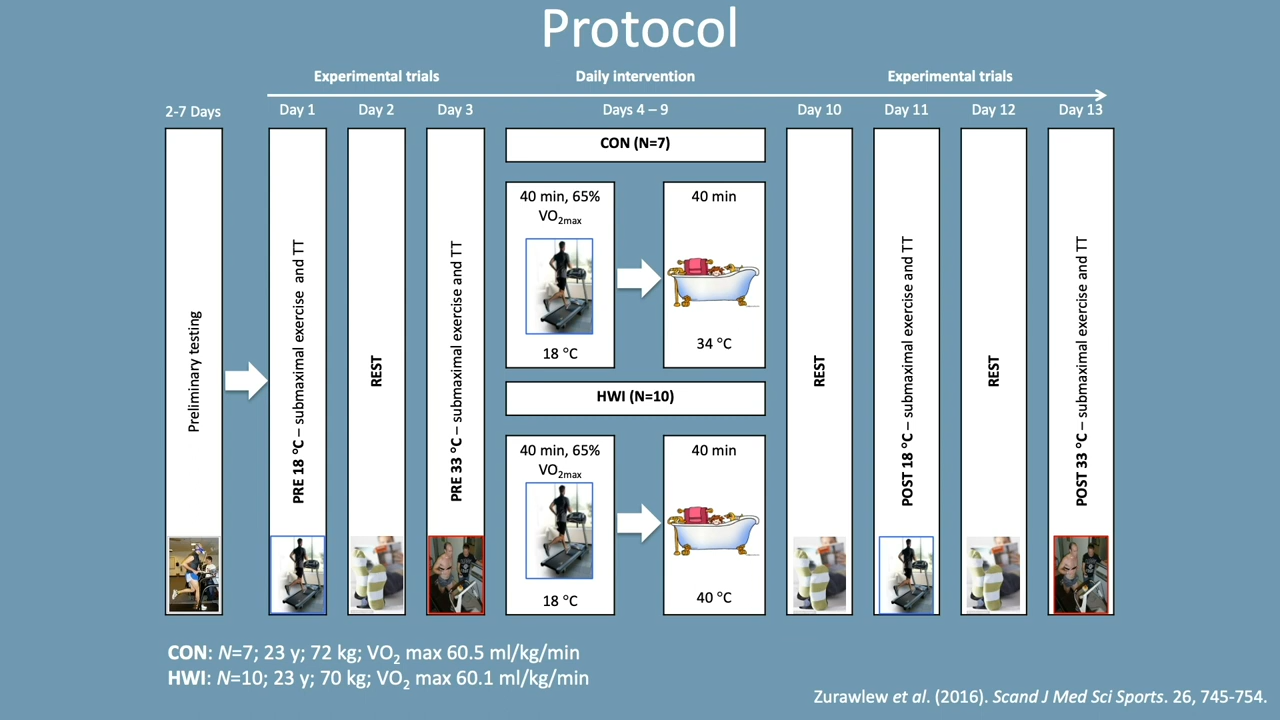 Protocol
Experimental trials
Daily intervention
Experimental trials
2-7 Days
Day 1
Day 2
Day 3
Days 4 – 9
Day 10
Day 11
Day 12
Day 13
Preliminary testing
PRE 18 °C – submaximal exercise and TT
REST
PRE 33 °C – submaximal exercise and TT
CON (N=7)
40 min, 65%
VO2max
18 °C
40 min
34 °C
HWI (N=10)
40 min, 65%
VO2max
18 °C
40 min
40 °C
REST
POST 18 °C – submaximal exercise and TT
REST
POST 33 °C – submaximal exercise and TT
CON: N=7; 23 y; 72 kg; VO2 max 60.5 ml/kg/min
HWI: N=10; 23 y; 70 kg; VO2 max 60.1 ml/kg/min
Zurawlew et al. (2016). Scand J Med Sci Sports. 26, 745-754.